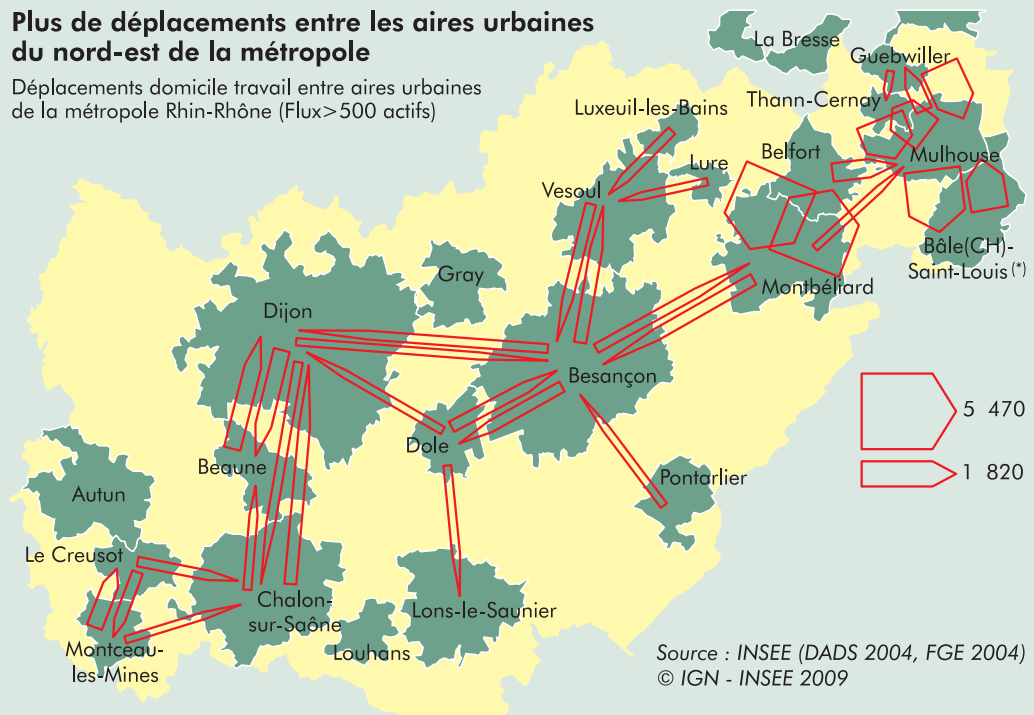 Plus de déplacements entre les aires urbaines
du nord-est de la métropole
Déplacements domicile travail entre aires urbaines
de la métropole Rhin-Rhône (Flux>500 actifs)
La Bresse
Guebwiller
Thann-Cernay
Luxeuil-les-Bains
Belfort
Mulhouse
Lure
Vesoul
Bâle(CH)-
Saint-Louis (*)
Gray
Montbéliard
Dijon
Besançon
5 470
Dole
Beaune
1 820
Pontarlier
Autun
Le Creusot
Chalon-
sur-Saône
Lons-le-Saunier
Louhans
Montceau-
les-Mines
Source : INSEE (DADS 2004, FGE 2004)
© IGN - INSEE 2009